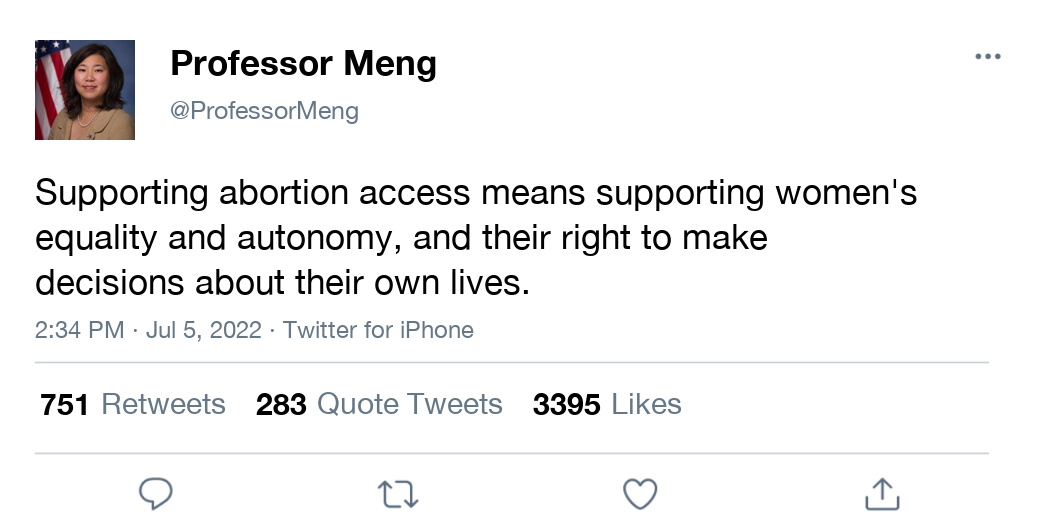 Professor Meng
@ProfessorMeng
Supporting abortion access means supporting women's
equality and autonomy, and their right to make
decisions about their own lives.
2:34 PM · Jul 5, 2022 · Twitter for iPhone
751 Retweets 283 Quote Tweets 3395 Likes